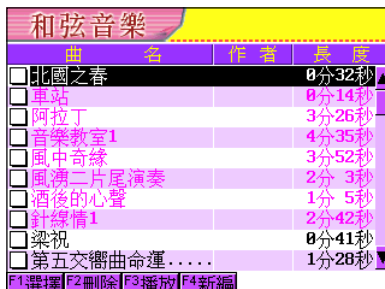 和弦音樂
曲 名 作 者 長 度
北國之春 0分32秒
車站 0分14秒
阿拉丁 3分26秒
音樂教室1 4分35秒
風中奇緣 3分52秒
風湧二片尾演奏 2分 3秒
酒後的心聲 1分 5秒
針線情1 2分42秒
梁祝 0分41秒
第五交響曲命運..... 1分28秒
F1選擇 F2刪除 F3播放 F4新編